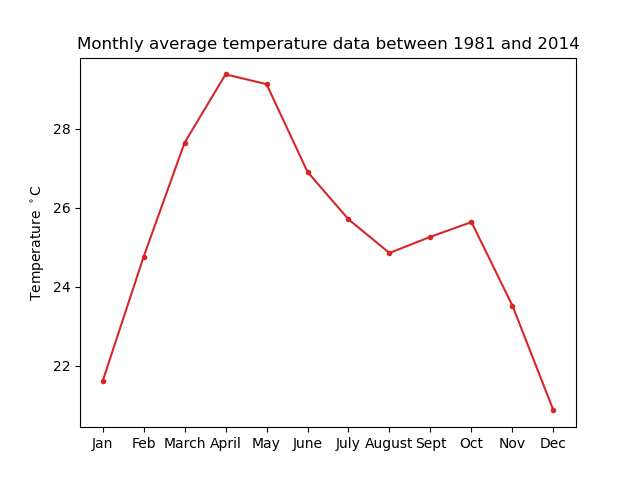 Monthly average temperature data between 1981 and 2014
Temperature °C
28
26
24
22
Jan Feb March April May June July August Sept Oct Nov Dec